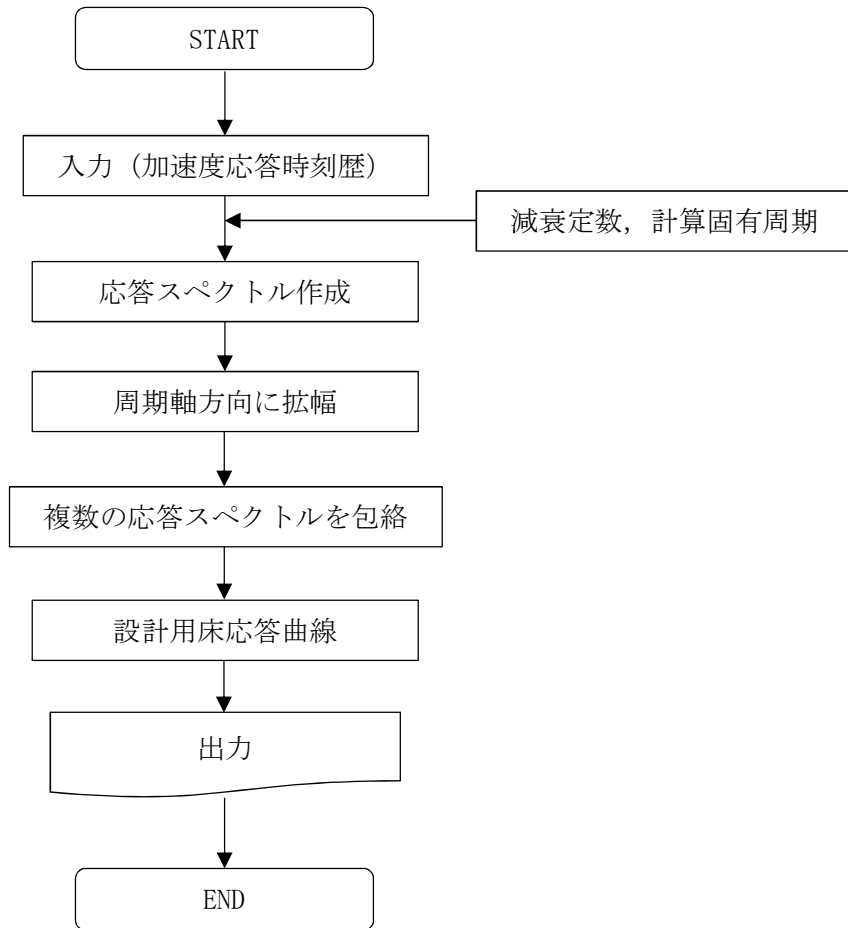 START
入力（加速度応答時刻歴）
減衰定数，計算固有周期
応答スペクトル作成
周期軸方向に拡幅
複数の応答スペクトルを包絡
設計用床応答曲線
出力
END